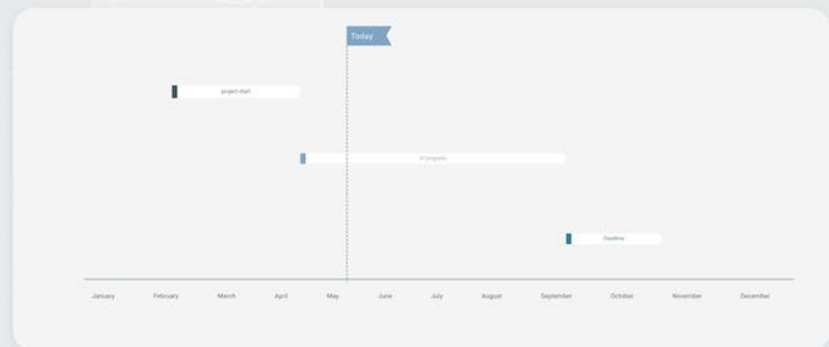 Today
project start
in progress
Deadline
January February March April May June July August September October November December